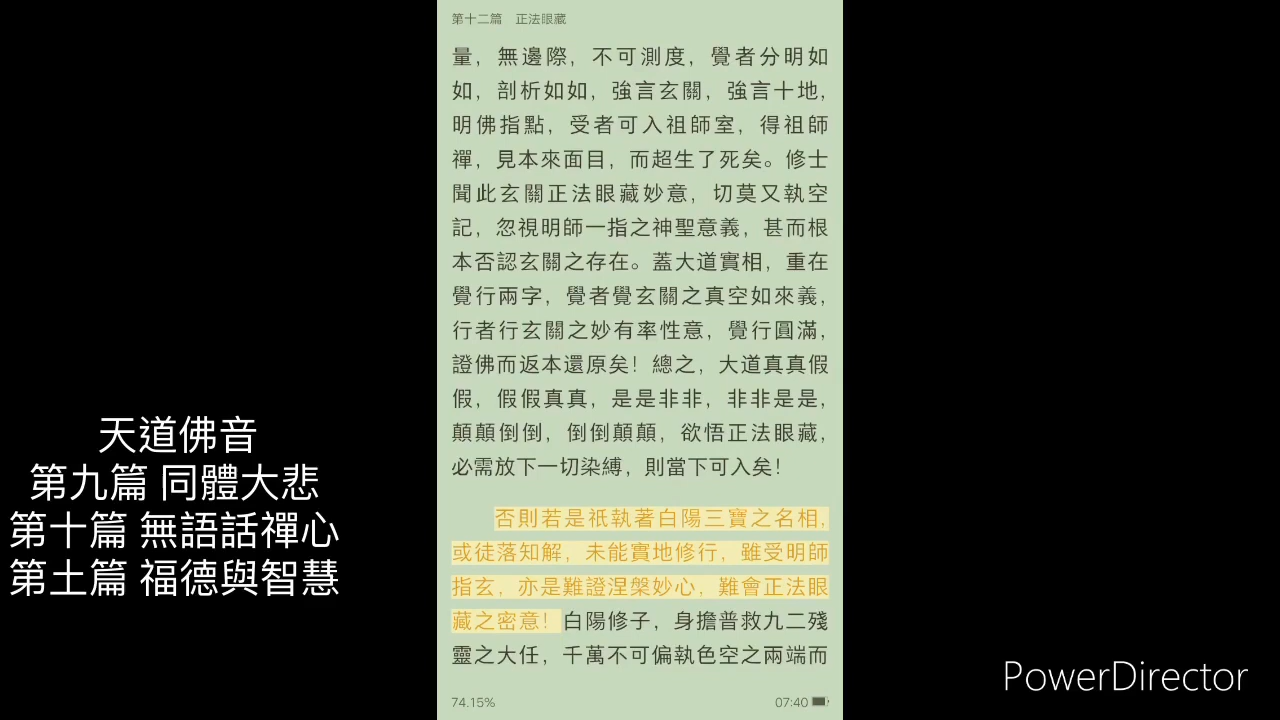 第十二篇 正法眼藏
量，無邊際，不可測度，覺者分明如
如，剖析如如，強言玄關，強言十地，
明佛指點，受者可入祖師室，得祖師
禪，見本來面目，而超生了死矣。修士
聞此玄關正法眼藏妙意，切莫又執空
記，忽視明師一指之神聖意義，甚而根
本否認玄關之存在。蓋大道實相，重在
覺行兩字，覺者覺玄關之真空如來義，
行者行玄關之妙有率性意，覺行圓滿，
證佛而返本還原矣！總之，大道真真假
假，假假真真，是是非非，非非是是，
顛顛倒倒，倒倒顛顛，欲悟正法眼藏，
必需放下一切染縛，則當下可入矣！
否則若是祇執著白陽三寶之名相，
或徒落知解，未能實地修行，雖受明師
指玄，亦是難證涅槃妙心，難會正法眼
藏之密意！白陽修子，身擔普救九二殘
靈之大任，千萬不可偏執色空之兩端而
74.15%
07:40
天道佛音
第九篇 同體大悲
第十篇 無語話禪心
第土篇 福德與智慧
PowerDirector